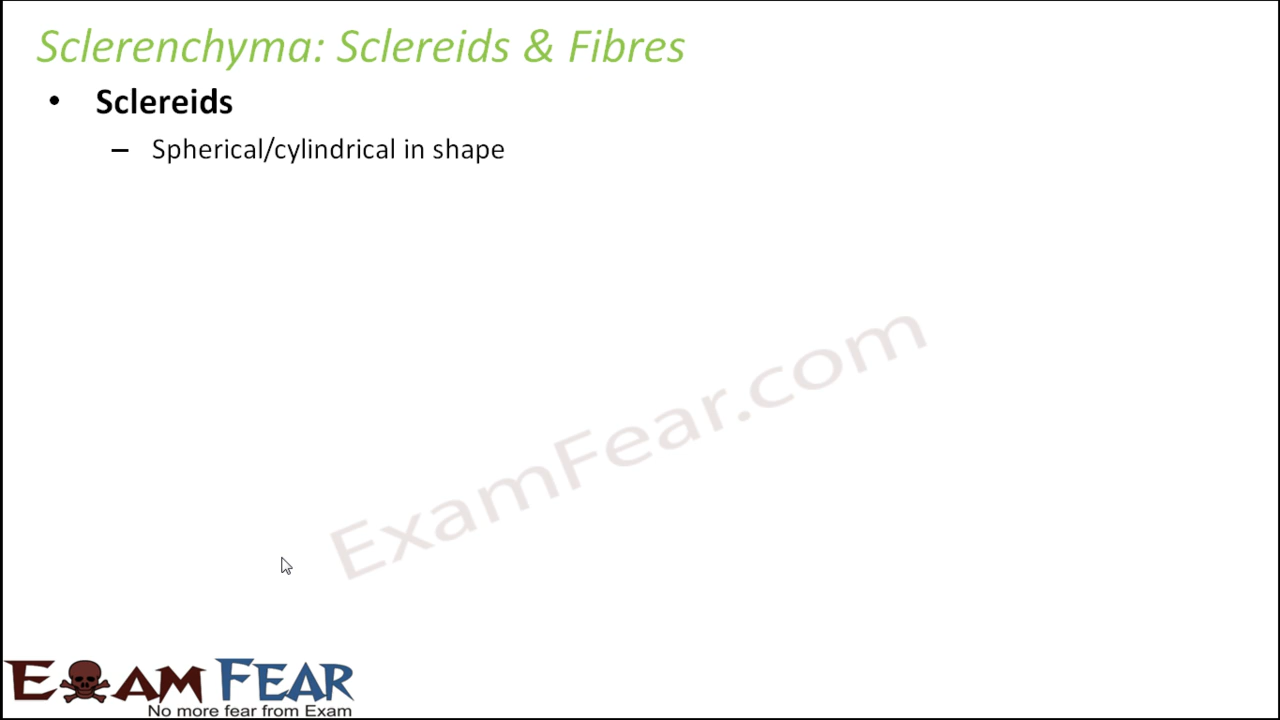 Sclerenchyma: Sclereids & Fibres
• Sclereids
– Spherical/cylindrical in shape
ExamFear.com
EXAM FEAR
No more fear from Exam